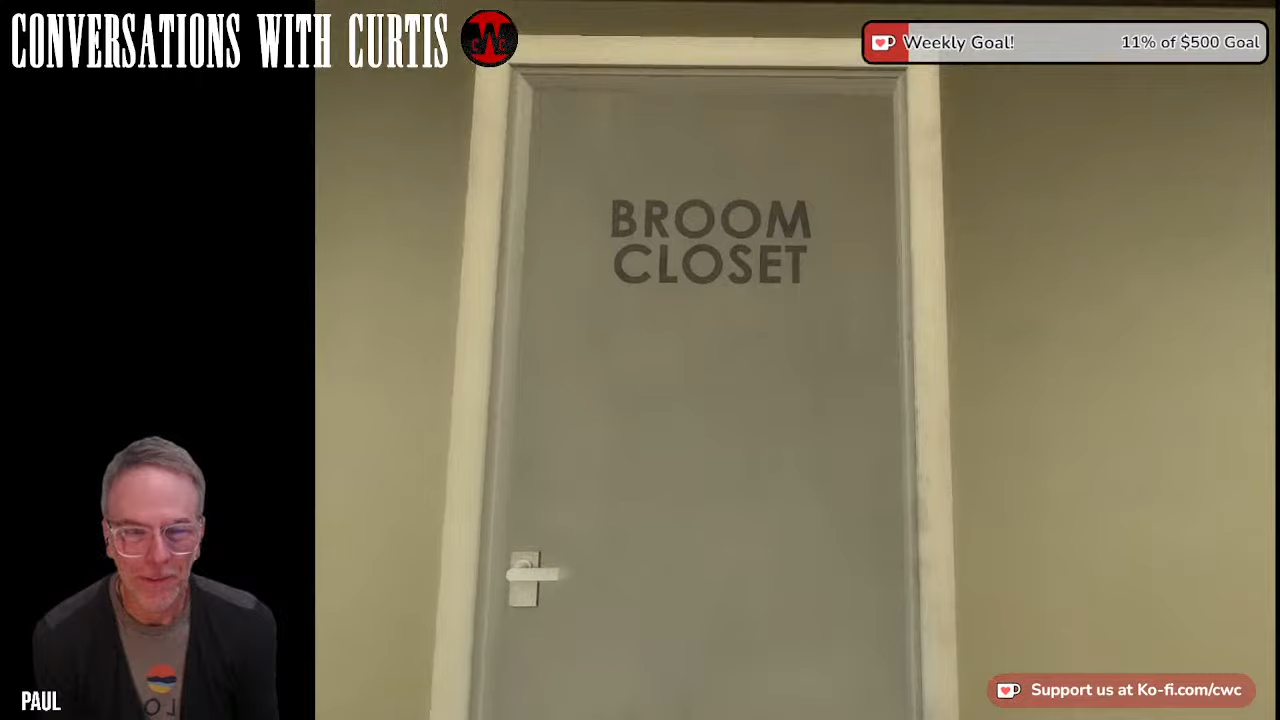 CONVERSATIONS WITH CURTIS
CWC
Weekly Goal!
11% of $500 Goal
BROOM
CLOSET
PAUL
Support us at Ko-fi.com/cwc